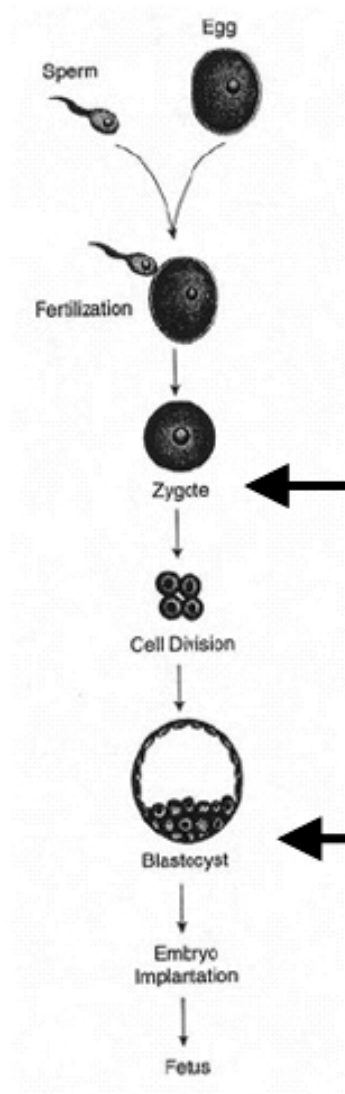 Egg
Sperm
Fertilization
Zygote
Cell Division
Blastocyst
Embryo
Implantation
Fetus